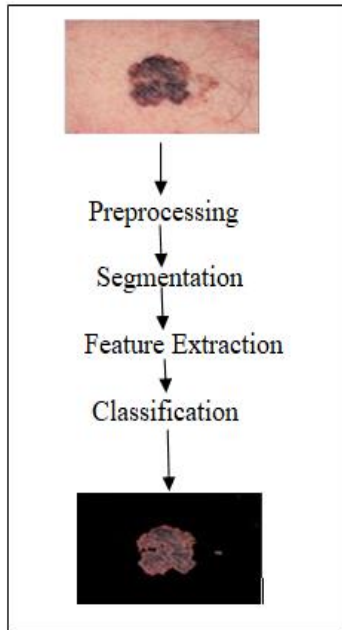 Preprocessing
Segmentation
Feature Extraction
Classification